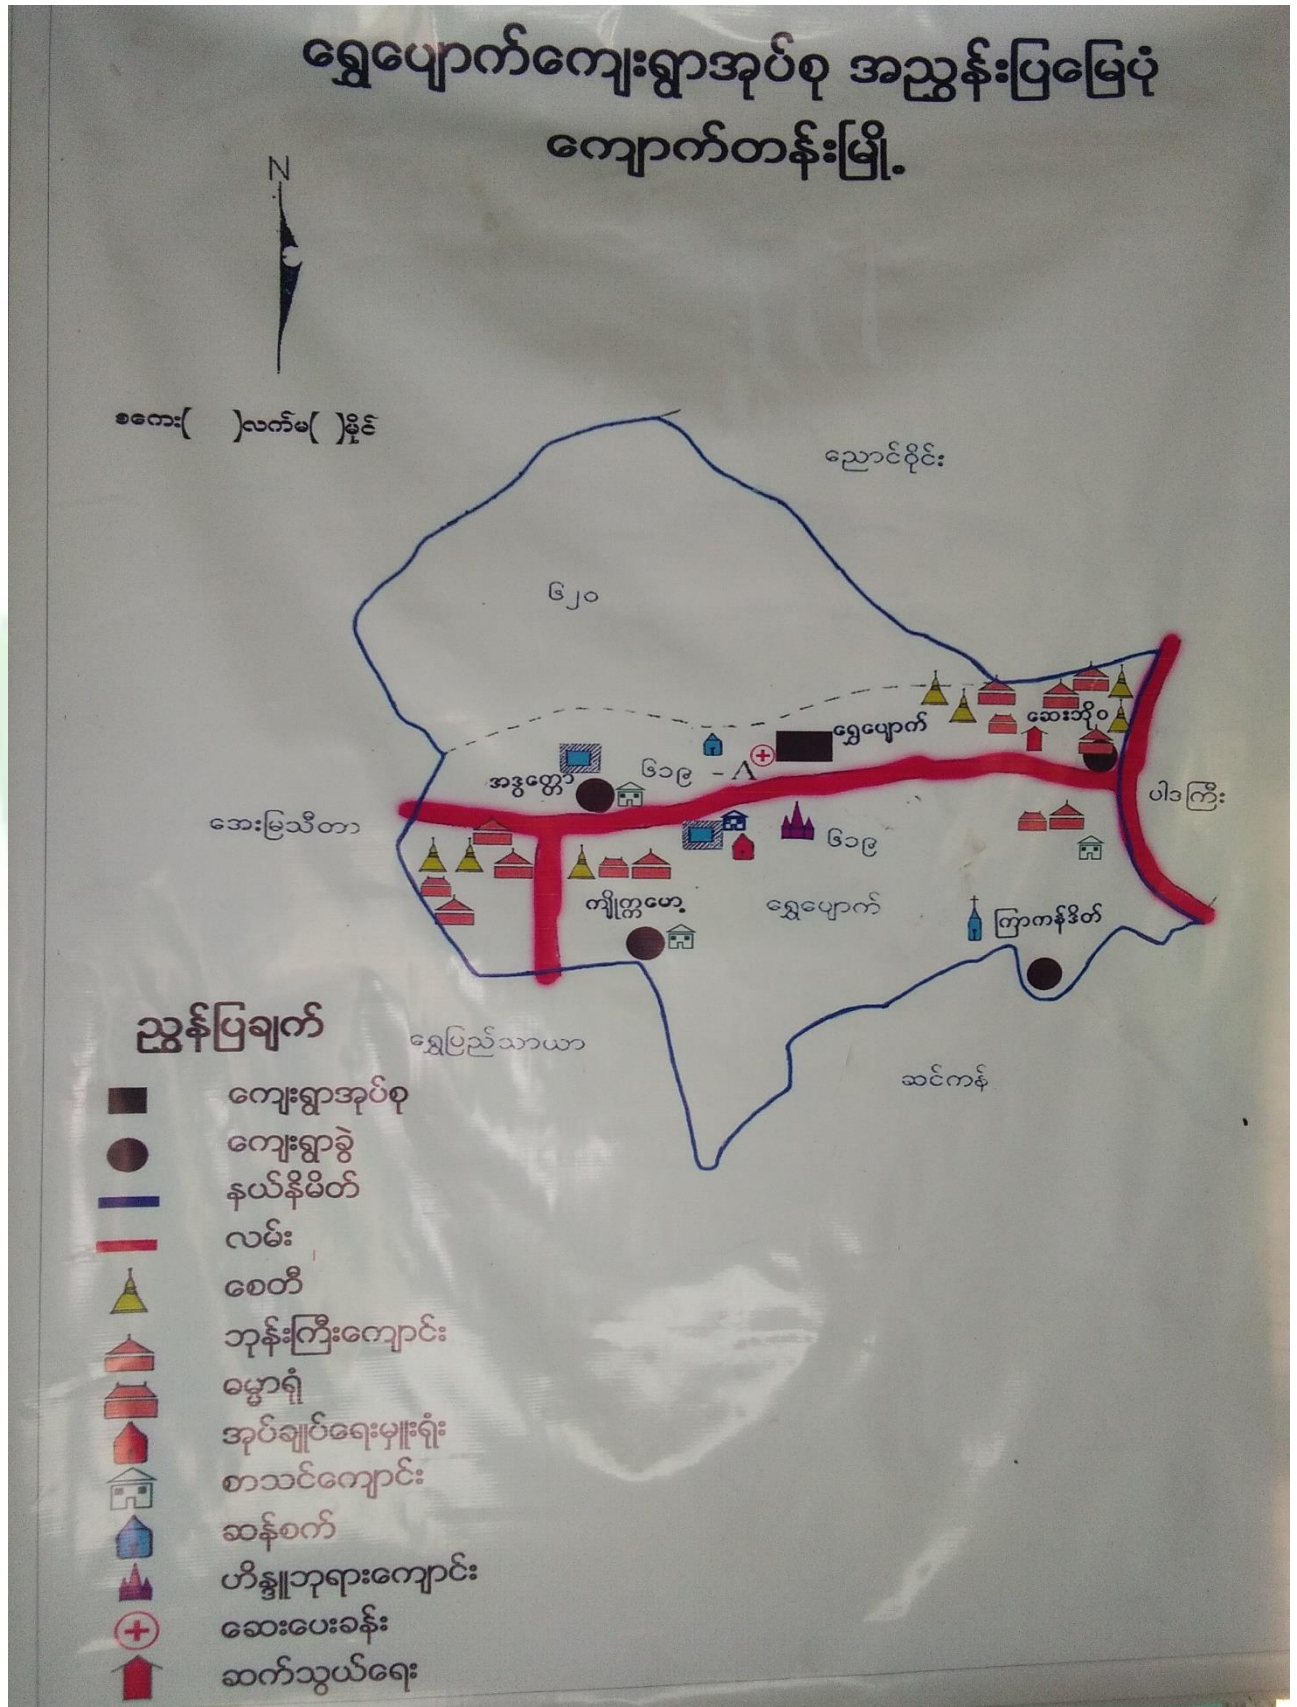 ရွှေပျောက်ကျေးရွာအုပ်စု အညွှန်းပြမြေပုံ
ကျောက်တန်းမြို့
N
စကေး( )လက်မ( )မိုင်
ညောင်ဝိုင်း
၆၂၀
ရွှေပျောက်
ဆေးဘို၀
အဒွတ္တော
၆၁၉ - Λ
ပါဒကြီး
အေးမြသီတာ
၆၁၉
ကျိုက္ကဟော့
ရွှေပျောက်
ကြာကန်ဒိတ်
ညွှန်ပြချက်
ရွှေပြည်သာယာ
ဆင်ကန်
ကျေးရွာအုပ်စု
ကျေးရွာခွဲ
နယ်နိမိတ်
လမ်း
စေတီ
ဘုန်းကြီးကျောင်း
ဓမ္မာရုံ
အုပ်ချုပ်ရေးမှူးရုံး
စာသင်ကျောင်း
ဆန်စက်
ဟိန္ဒူဘုရားကျောင်း
ဆေးပေးခန်း
ဆက်သွယ်ရေး